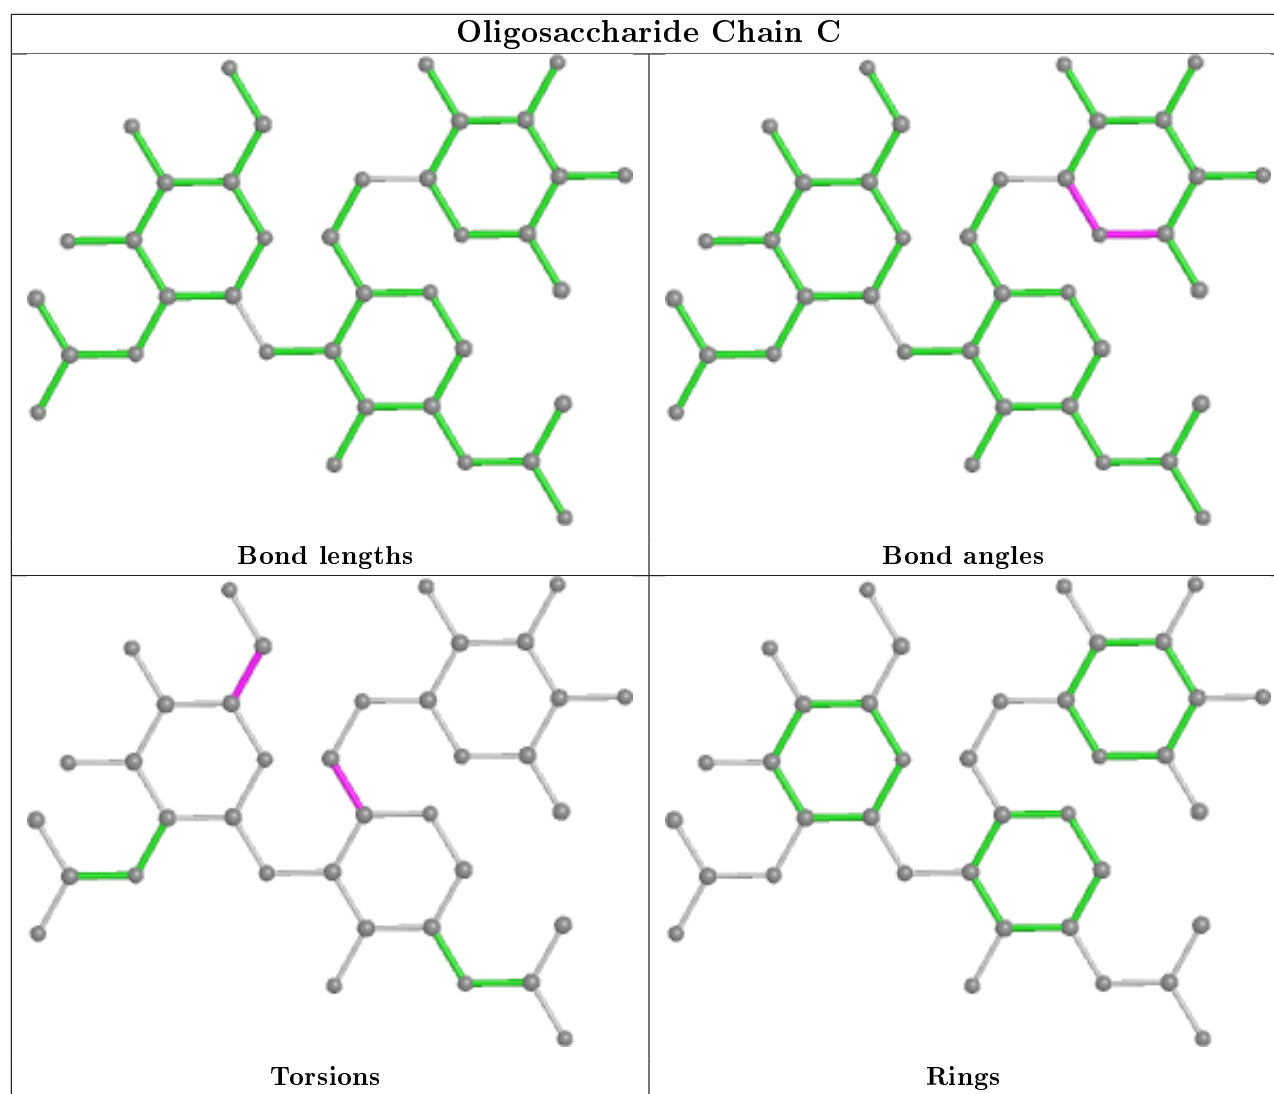 Oligosaccharide Chain C
Bond lengths
Bond angles
Torsions
Rings